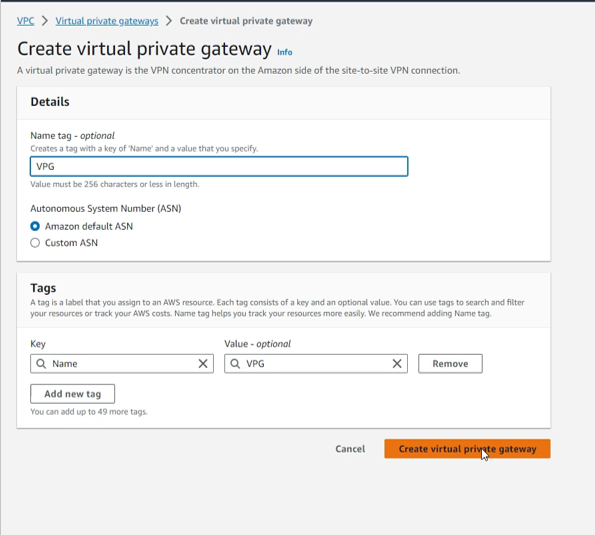 VPC > Virtual private gateways > Create virtual private gateway
Create virtual private gateway Info
A virtual private gateway is the VPN concentrator on the Amazon side of the site-to-site VPN connection.
Details
Name tag - optional
Creates a tag with a key of 'Name' and a value that you specify.
VPG
Value must be 256 characters or less in length.
Autonomous System Number (ASN)
Amazon default ASN
Custom ASN
Tags
A tag is a label that you assign to an AWS resource. Each tag consists of a key and an optional value. You can use tags to search and filter
your resources or track your AWS costs. Name tag helps you track your resources more easily. We recommend adding Name tag.
Key Value - optional
Name VPG Remove
Add new tag
You can add up to 49 more tags.
Cancel Create virtual private gateway